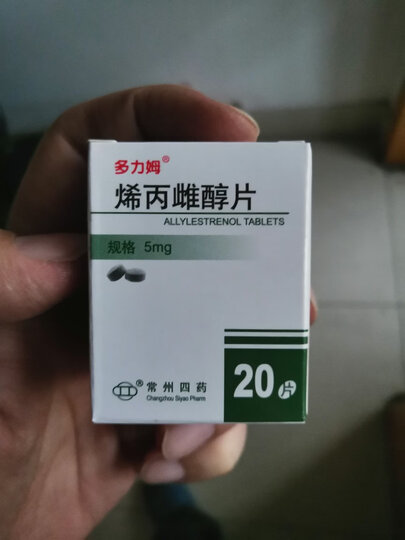 多力姆®
烯丙雌醇片
ALLYLESTRENOL TABLETS
规格 5mg
® 常州四药
Changzhou Siyao Pharm
20片